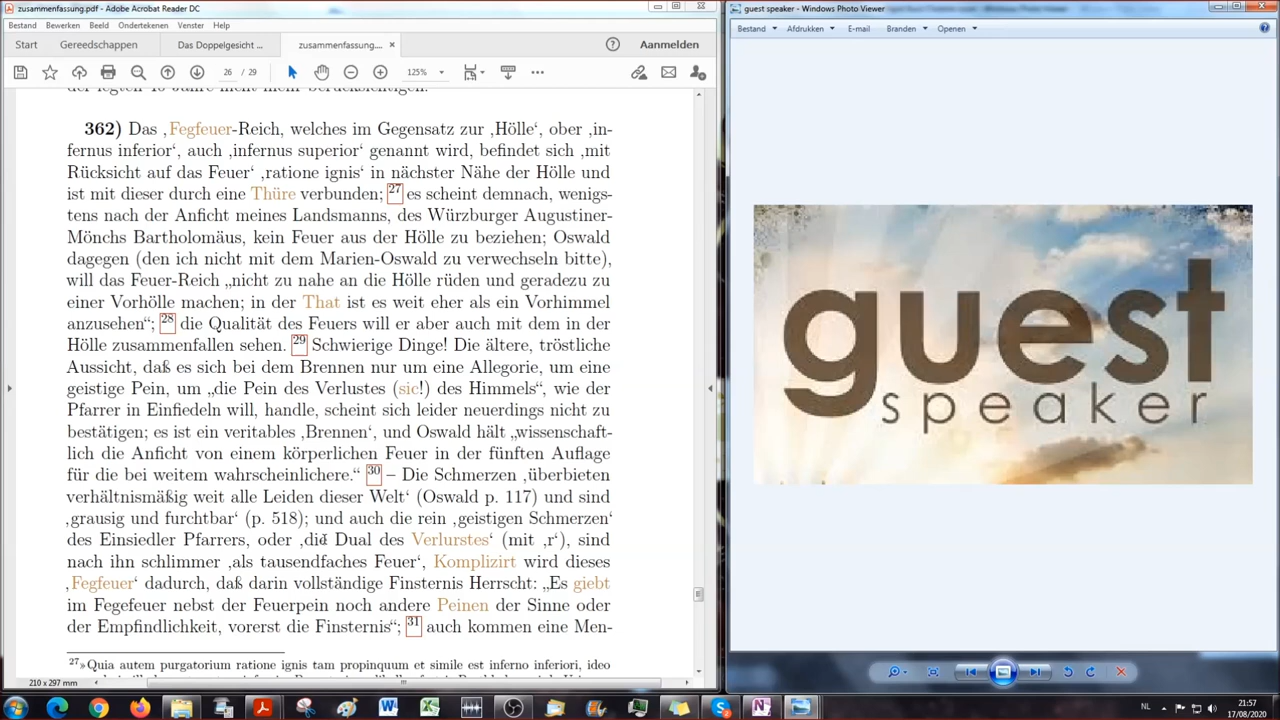 zusammenfassung.pdf - Adobe Acrobat Reader DC
Bestand Bewerken Beeld Ondertekenen Venster Help
Start Gereedschappen Das Doppelgesicht ... zusammenfassung.... × Anmelden
26 / 29 125%
der letzten 40 Jahre nicht mehr berücksichtigen.
362) Das ‚Fegfeuer-Reich, welches im Gegensatz zur ‚Hölle‘, ober ‚in-
fernus inferior‘, auch ‚infernus superior‘ genannt wird, befindet sich ‚mit
Rücksicht auf das Feuer‘ ‚ratione ignis‘ in nächster Nähe der Hölle und
ist mit dieser durch eine Thüre verbunden; 27 es scheint demnach, wenigs-
tens nach der Anficht meines Landsmanns, des Würzburger Augustiner-
Mönchs Bartholomäus, kein Feuer aus der Hölle zu beziehen; Oswald
dagegen (den ich nicht mit dem Marien-Oswald zu verwechseln bitte),
will das Feuer-Reich „nicht zu nahe an die Hölle rüden und geradezu zu
einer Vorhölle machen; in der That ist es weit eher als ein Vorhimmel
anzusehen“; 28 die Qualität des Feuers will er aber auch mit dem in der
Hölle zusammenfallen sehen. 29 Schwierige Dinge! Die ältere, tröstliche
Aussicht, daß es sich bei dem Brennen nur um eine Allegorie, um eine
geistige Pein, um „die Pein des Verlustes (sic!) des Himmels“, wie der
Pfarrer in Einfiedeln will, handle, scheint sich leider neuerdings nicht zu
bestätigen; es ist ein veritables ‚Brennen‘, und Oswald hält „wissenschaft-
lich die Anficht von einem körperlichen Feuer in der fünften Auflage
für die bei weitem wahrscheinlichere.“ 30 – Die Schmerzen ‚überbieten
verhältnismäßig weit alle Leiden dieser Welt‘ (Oswald p. 117) und sind
‚grausig und furchtbar‘ (p. 518); und auch die rein ‚geistigen Schmerzen‘
des Einsiedler Pfarrers, oder ‚die Dual des Verlurstes‘ (mit ‚r‘), sind
nach ihn schlimmer ‚als tausendfaches Feuer‘, Komplizirt wird dieses
‚Fegfeuer‘ dadurch, daß darin vollständige Finsternis Herrscht: „Es giebt
im Fegefeuer nebst der Feuerpein noch andere Peinen der Sinne oder
der Empfindlichkeit, vorerst die Finsternis“; 31 auch kommen eine Men-
27» Quia autem purgatorium ratione ignis tam propinquum et simile est inferno inferiori, ideo
210 x 297 mm
guest speaker - Windows Photo Viewer
Bestand Afdrukken E-mail Branden Openen
guest
speaker
NL 21:57
17/08/2020